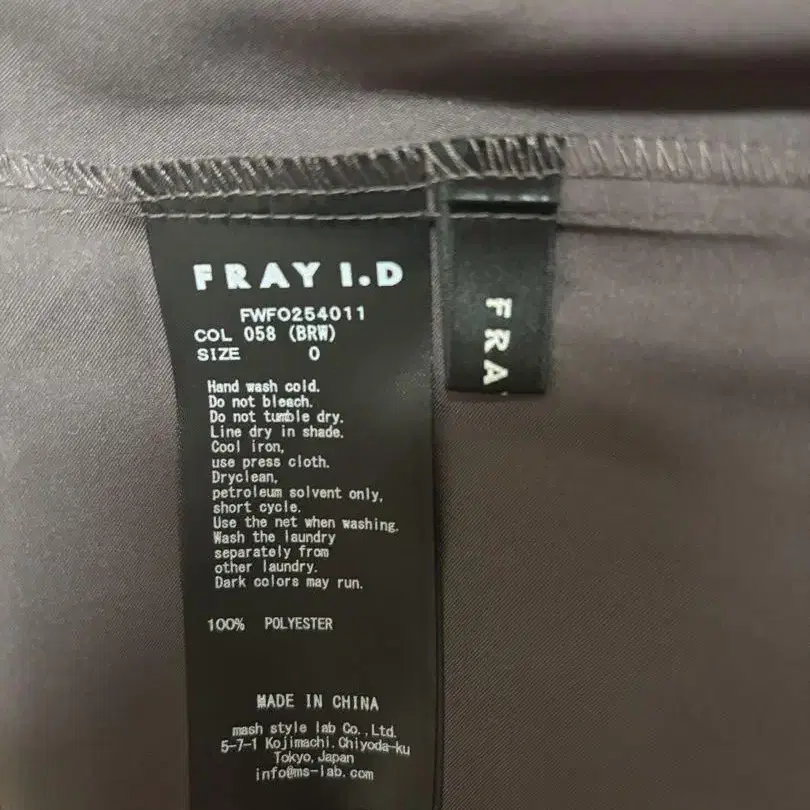 FRAY I.D
FWFO254011
COL 058 (BRW)
SIZE 0
Hand wash cold.
Do not bleach.
Do not tumble dry.
Line dry in shade.
Cool iron,
use press cloth.
Dryclean,
petroleum solvent only,
short cycle.
Use the net when washing.
Wash the laundry
separately from
other laundry.
Dark colors may run.
100% POLYESTER
MADE IN CHINA
mash style lab Co.,Ltd.
5-7-1 Kojimachi.Chiyoda-ku
Tokyo,Japan
info@ms-lab.com
FRA